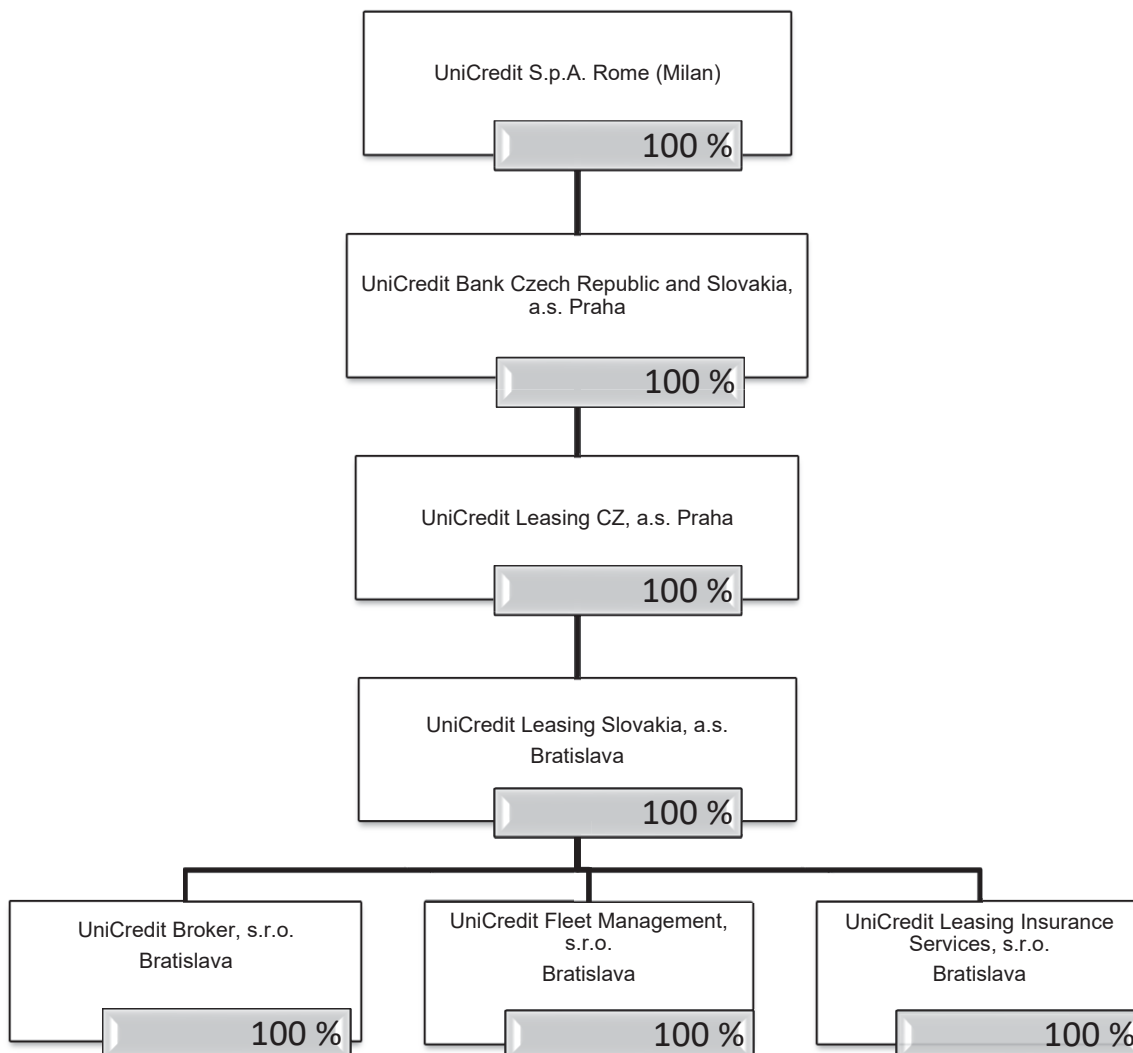 UniCredit S.p.A. Rome (Milan)
100 %
UniCredit Bank Czech Republic and Slovakia,
a.s. Praha
100 %
UniCredit Leasing CZ, a.s. Praha
100 %
UniCredit Leasing Slovakia, a.s.
Bratislava
100 %
UniCredit Broker, s.r.o.
Bratislava
100 %
UniCredit Fleet Management,
s.r.o.
Bratislava
100 %
UniCredit Leasing Insurance
Services, s.r.o.
Bratislava
100 %